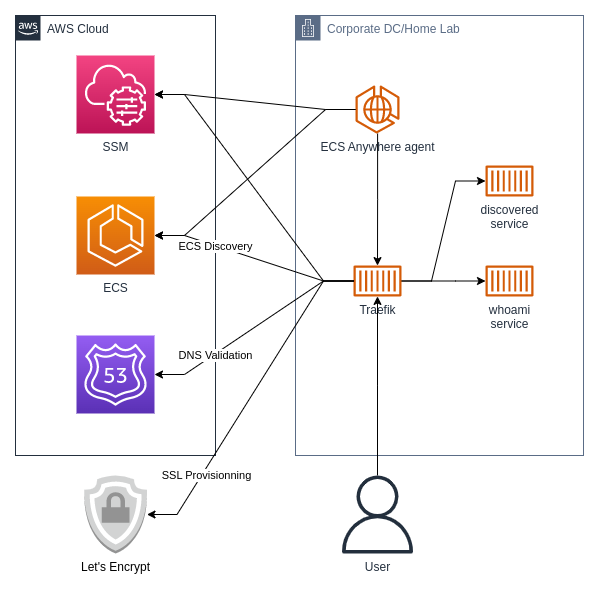 aws
AWS Cloud
Corporate DC/Home Lab
SSM
ECS Anywhere agent
discovered
service
ECS Discovery
ECS
Traefik
whoami
service
DNS Validation
53
SSL Provisionning
Let's Encrypt
User